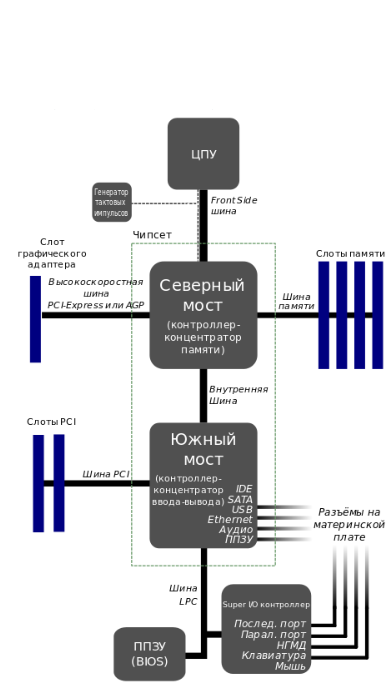 ЦПУ
Генератор
тактовых
импульсов
Front Side
шина
Чипсет
Слот
графического
адаптера
Слоты памяти
Высокоскоростная
шина
PCI-Express или AGP
Северный
мост
(контроллер-
концентратор
памяти)
Шина
памяти
Внутренняя
Шина
Слоты PCI
Шина PCI
Южный
мост
(контроллер-
концентратор
ввода-вывода)
IDE
SATA
USB
Ethernet
Аудио
ППЗУ
Разъёмы на
материнской
плате
Шина
LPC
Super I/O контроллер
Послед. порт
Парал. порт
НГМД
Клавиатура
Мышь
ППЗУ
(BIOS)